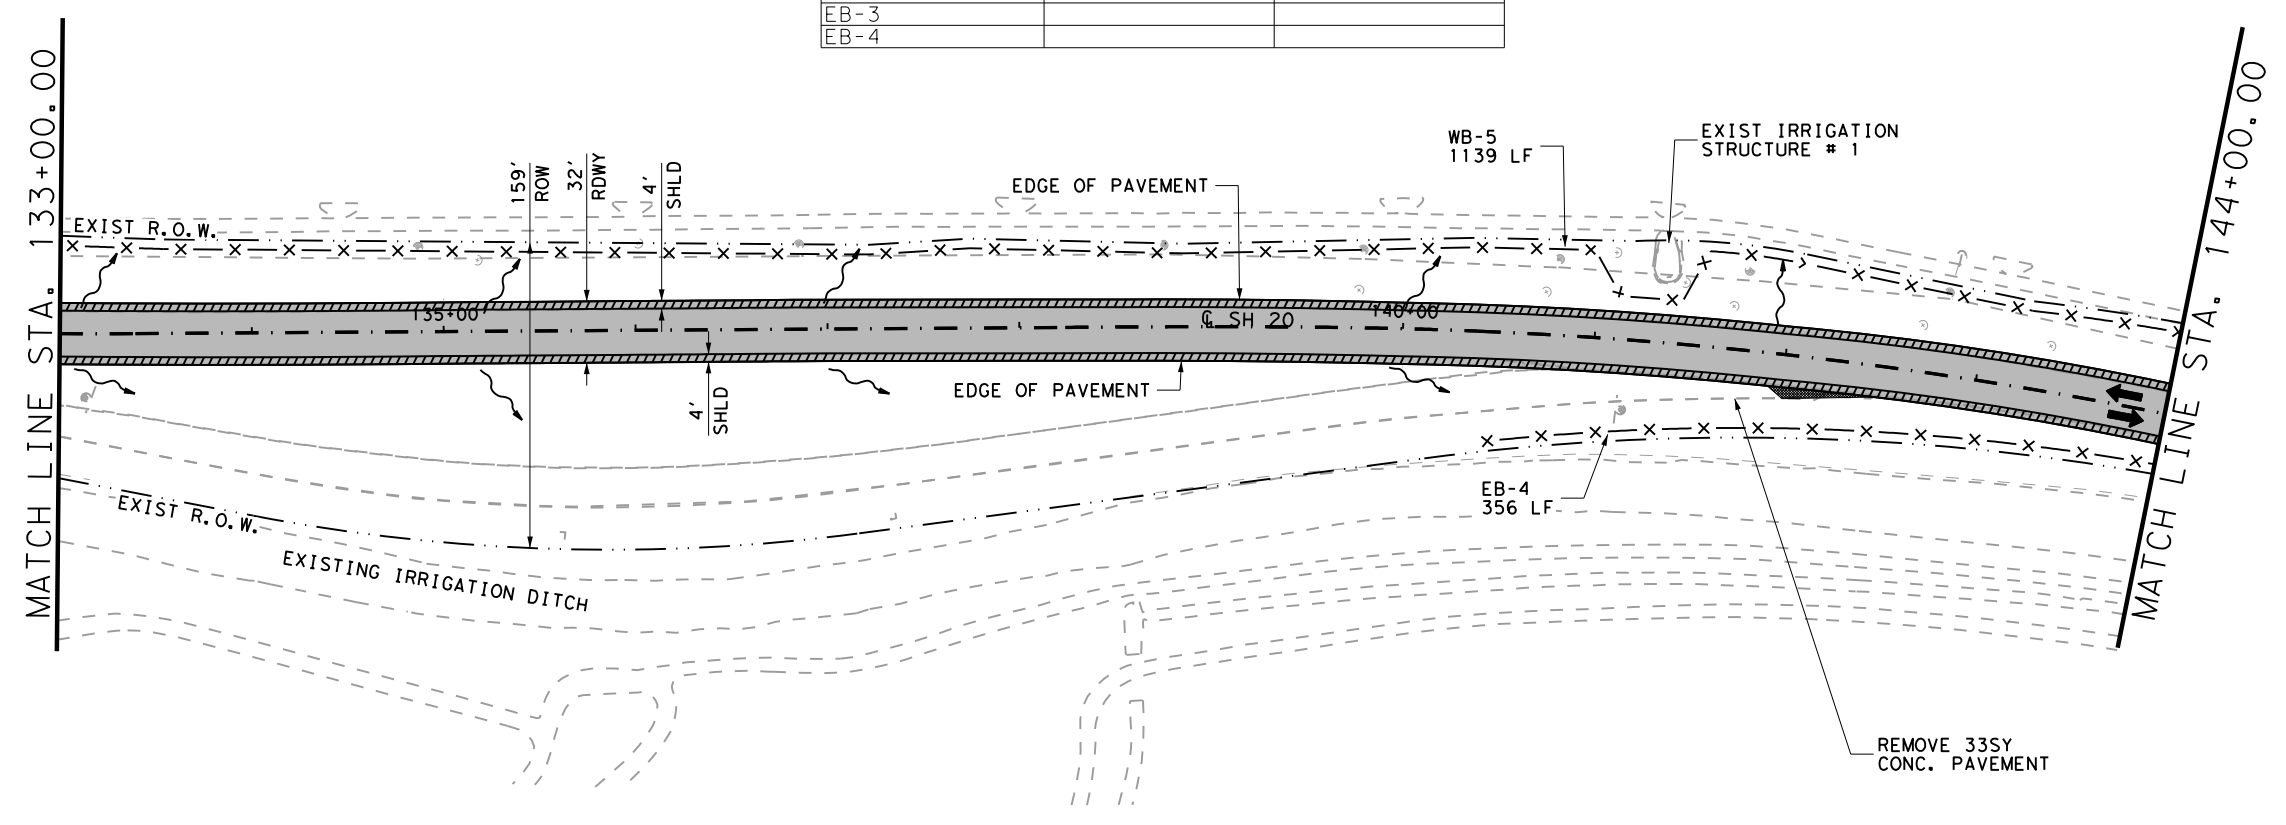 EB-3
EB-4
MATCH LINE STA. 133+00.00
MATCH LINE STA. 144+00.00
159'
ROW
32'
RDWY
4'
SHLD
WB-5
1139 LF
EXIST IRRIGATION
STRUCTURE # 1
EDGE OF PAVEMENT
EXIST R.O.W.
135+00
℄ SH 20
140+00
EDGE OF PAVEMENT
4'
SHLD
EB-4
356 LF
EXIST R.O.W.
EXISTING IRRIGATION DITCH
REMOVE 33SY
CONC. PAVEMENT